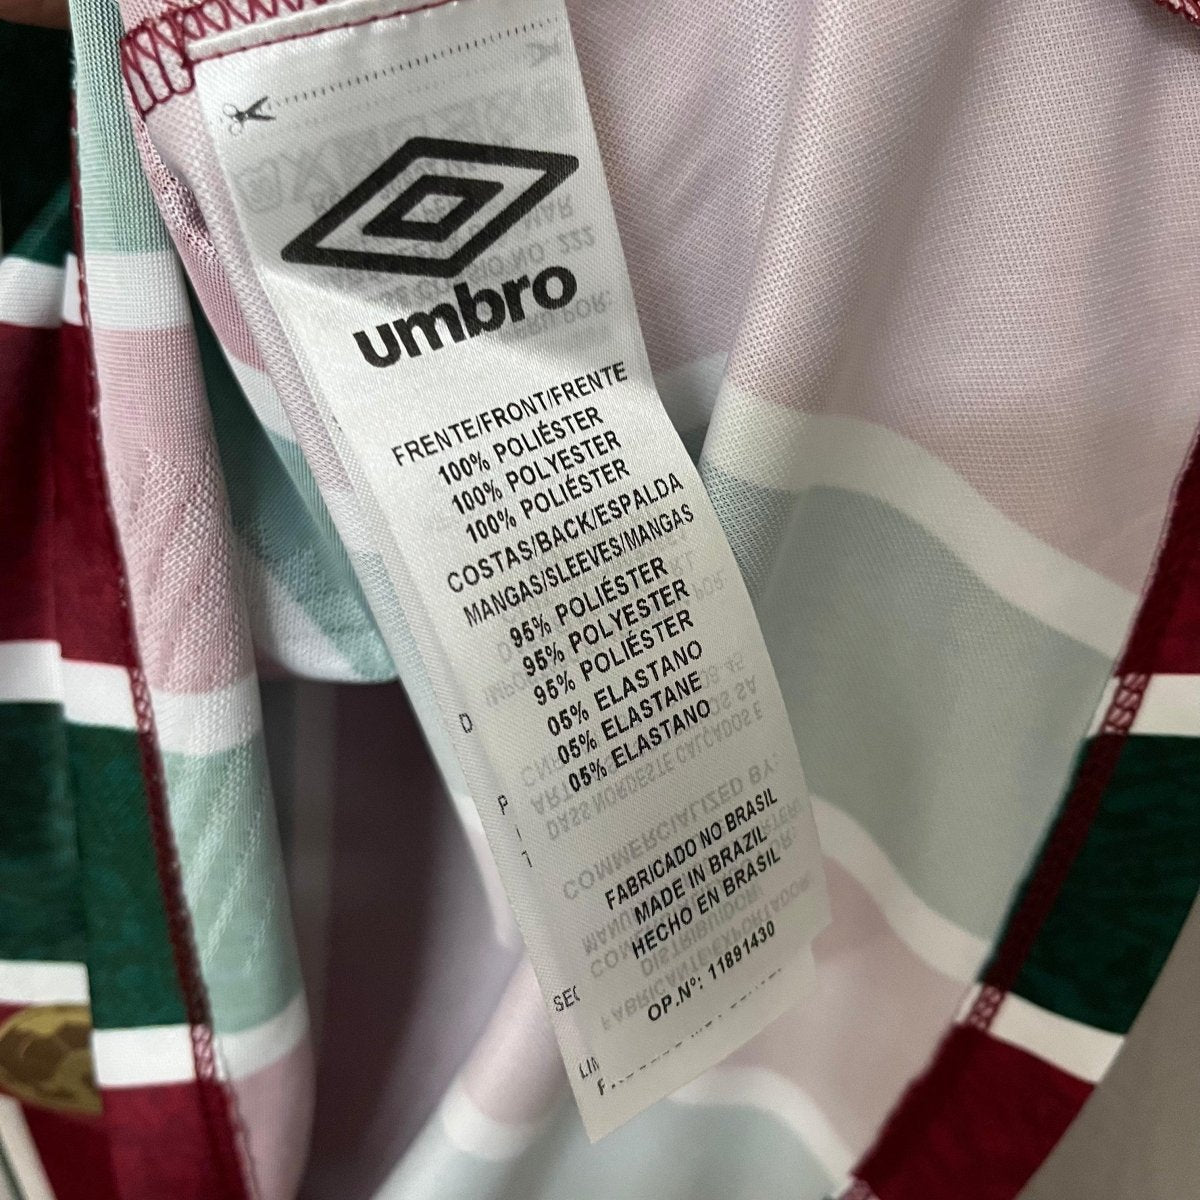 umbro
FRENTE/FRONT/FRENTE
100% POLIÉSTER
100% POLYESTER
100% POLIÉSTER
COSTAS/BACK/ESPALDA
MANGAS/SLEEVES/MANGAS
95% POLIÉSTER
95% POLYESTER
95% POLIÉSTER
05% ELASTANO
05% ELASTANE
05% ELASTANO
FABRICADO NO BRASIL
MADE IN BRAZIL
HECHO EN BRASIL
OP.Nº: 11891430